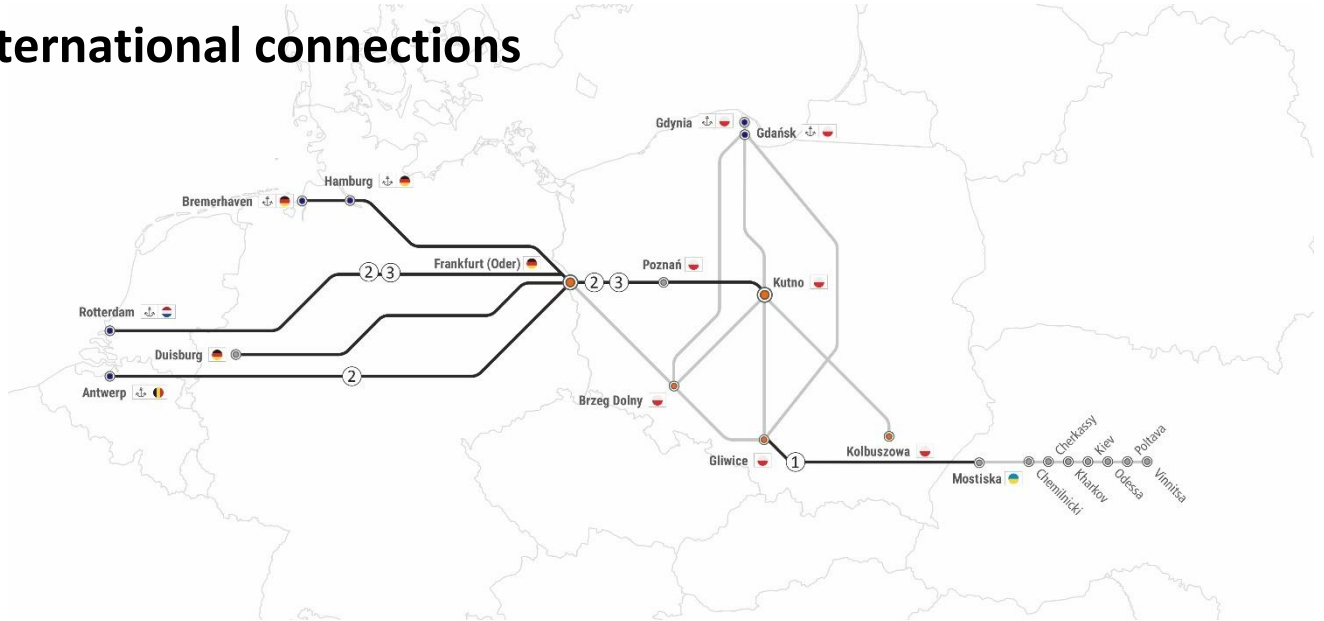 ternational connections
Gdynia
Gdańsk
Hamburg
Bremerhaven
Frankfurt (Oder)
Poznań
Kutno
2 3
2 3
Rotterdam
Duisburg
Antwerp
2
Brzeg Dolny
Gliwice
1
Kolbuszowa
Mostiska
Chemilnicki
Cherkassy
Kharkov
Kiev
Odessa
Poltava
Vinnitsa